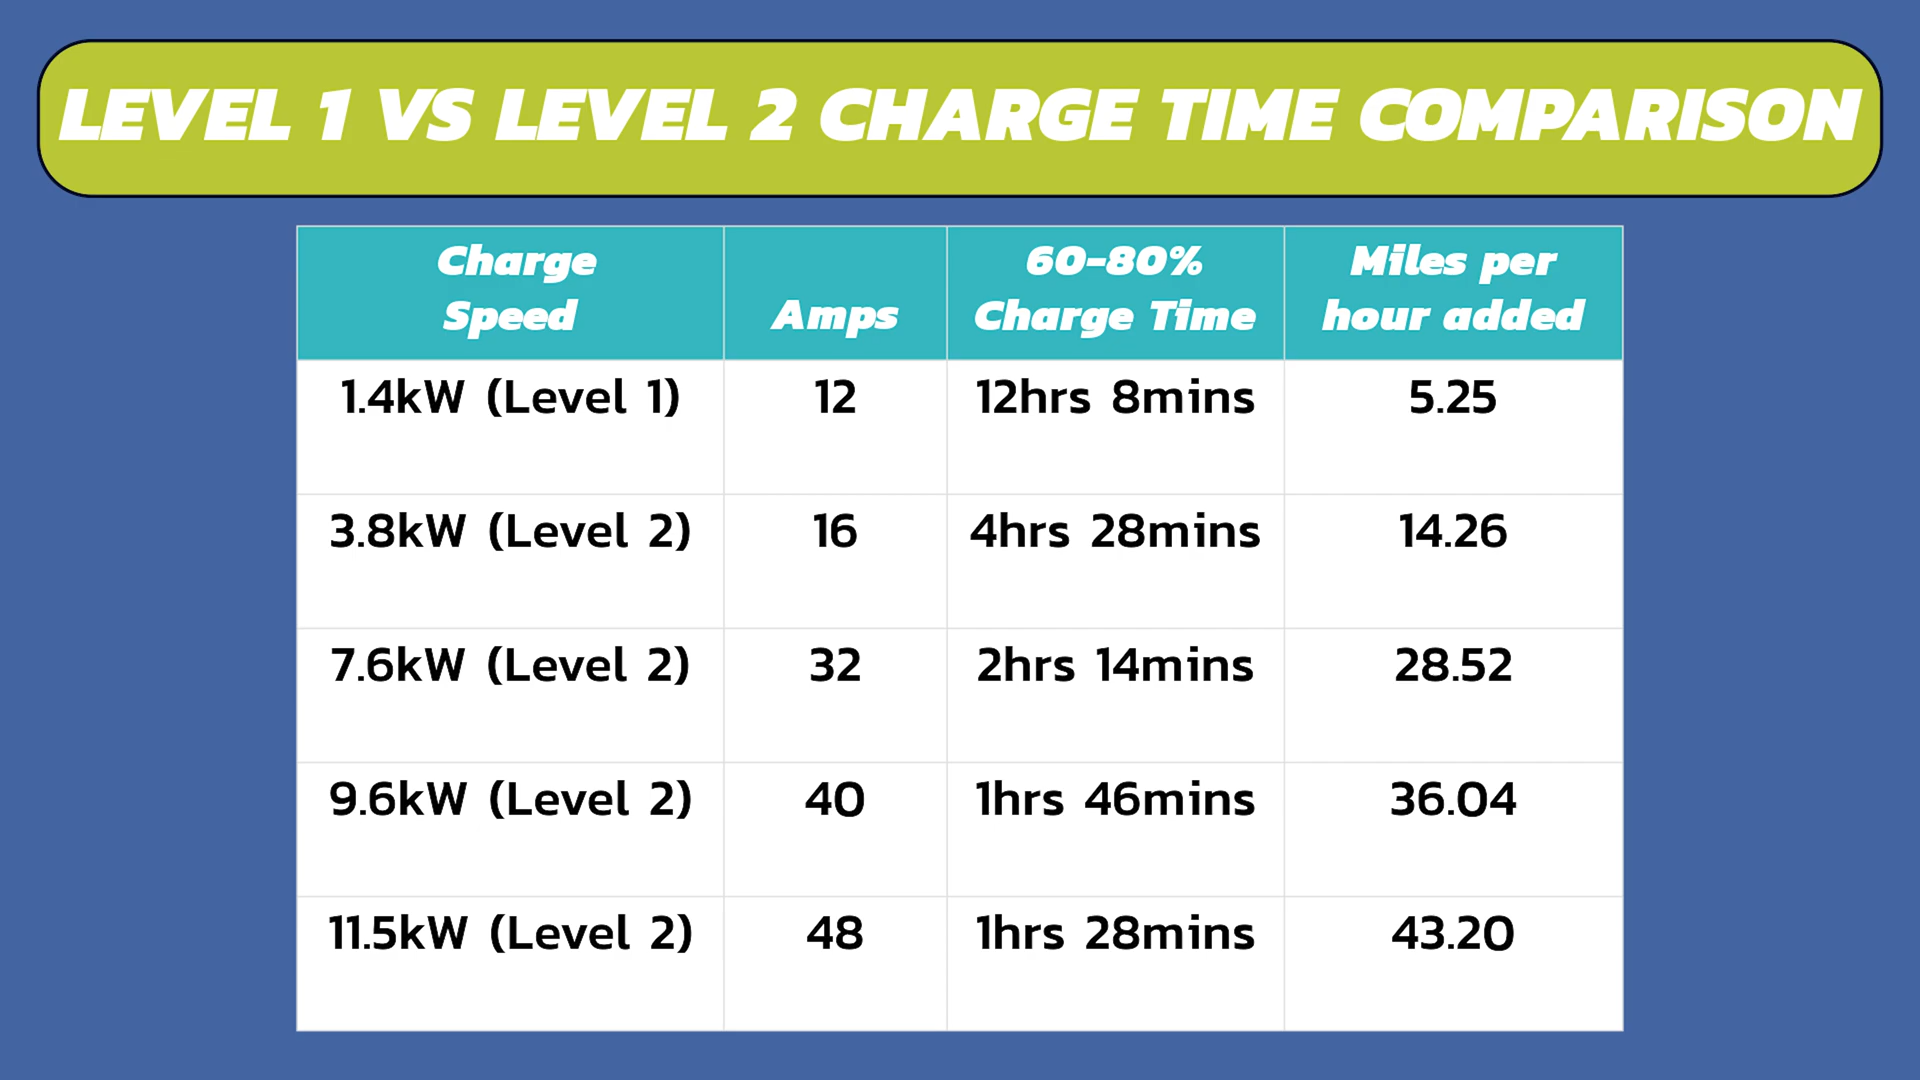 LEVEL 1 VS LEVEL 2 CHARGE TIME COMPARISON
Charge Speed Amps 60-80% Charge Time Miles per hour added
1.4kW (Level 1) 12 12hrs 8mins 5.25
3.8kW (Level 2) 16 4hrs 28mins 14.26
7.6kW (Level 2) 32 2hrs 14mins 28.52
9.6kW (Level 2) 40 1hrs 46mins 36.04
11.5kW (Level 2) 48 1hrs 28mins 43.20